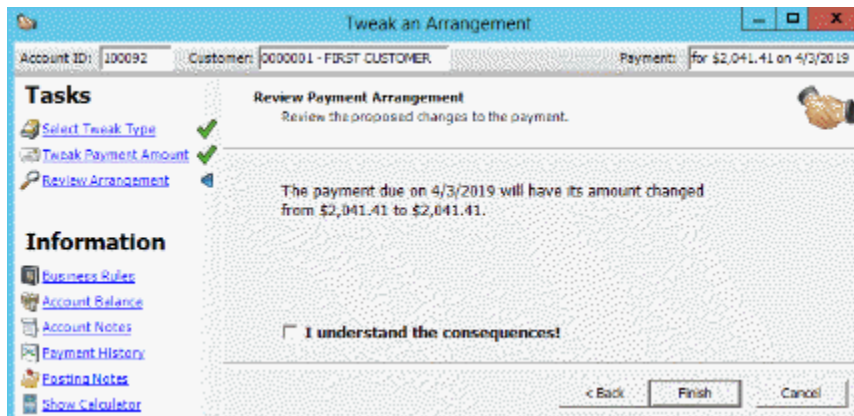 Tweak an Arrangement
Account ID: 100092 Customer: 0000001 - FIRST CUSTOMER Payment: for $2,041.41 on 4/3/2019
Tasks
Select Tweak Type
Tweak Payment Amount
Review Arrangement
Review Payment Arrangement
Review the proposed changes to the payment.
The payment due on 4/3/2019 will have its amount changed
from $2,041.41 to $2,041.41.
Information
Business Rules
Account Balance
Account Notes
Payment History
Posting Notes
Show Calculator
I understand the consequences!
< Back Finish Cancel